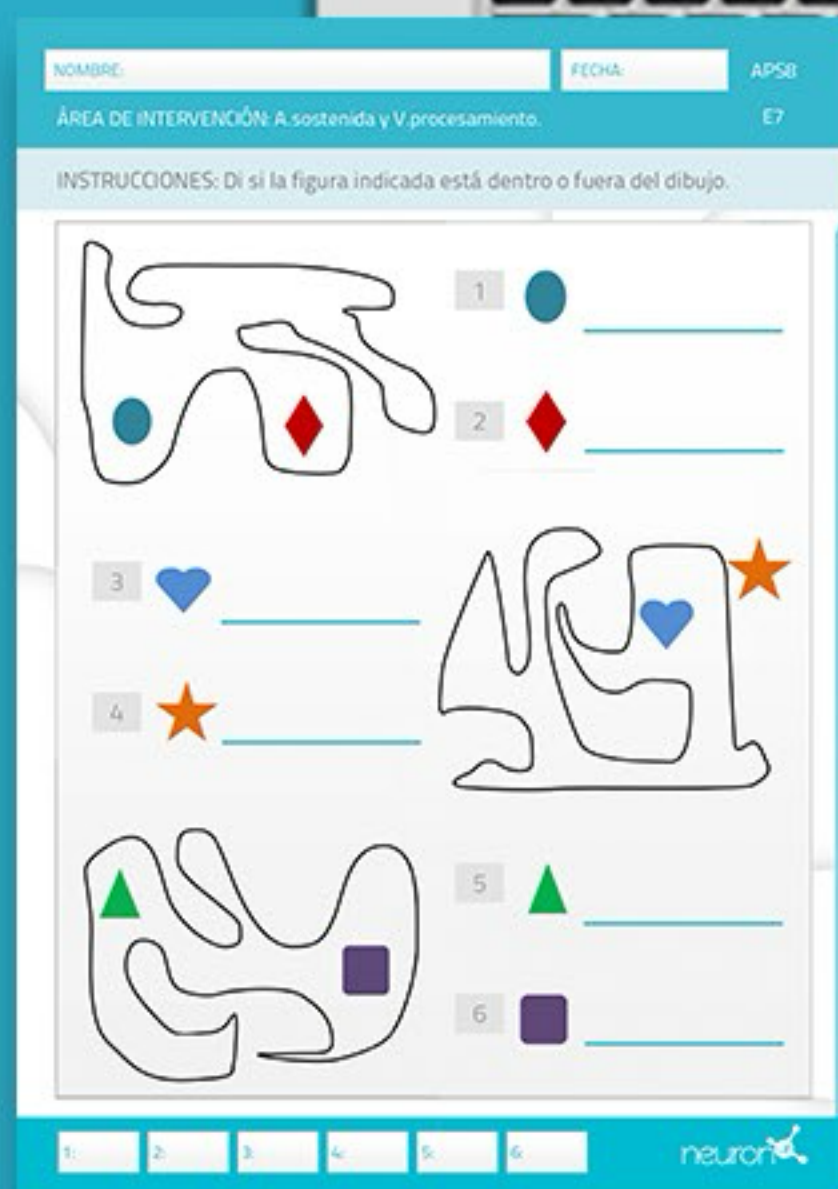 NOMBRE:
FECHA:
APS8
ÁREA DE INTERVENCIÓN: A.sostenida y V.procesamiento.
E7
INSTRUCCIONES: Di si la figura indicada está dentro o fuera del dibujo.
1
2
3
4
5
6
1:
2:
3:
4:
5:
6:
neuron